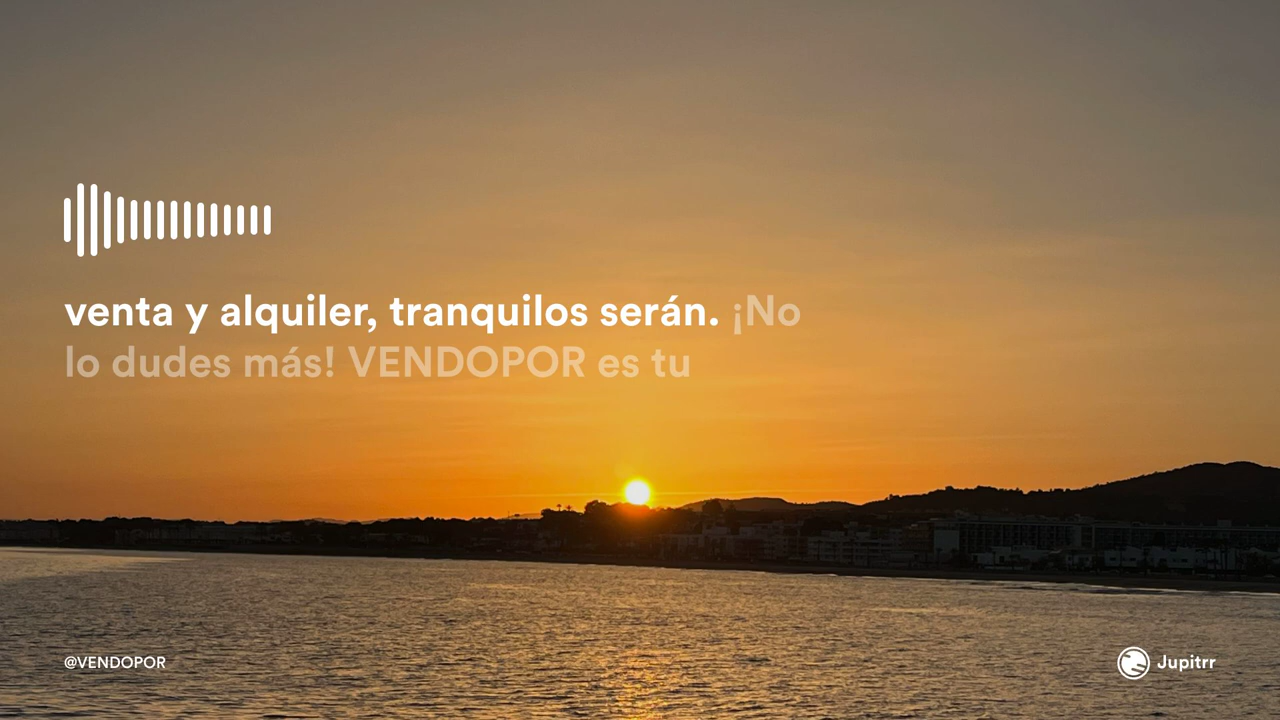 venta y alquiler, tranquilos serán. ¡No
lo dudes más! VENDOPOR es tu
@VENDOPOR
Jupitrr